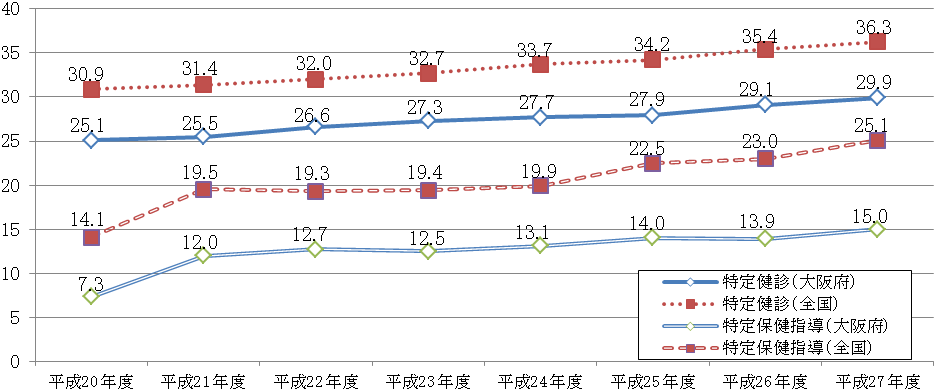 40
35
30
25
20
15
10
5
0
30.9 31.4 32.0 32.7 33.7 34.2 35.4 36.3
25.1 25.5 26.6 27.3 27.7 27.9 29.1 29.9
14.1 19.5 19.3 19.4 19.9 22.5 23.0 25.1
7.3 12.0 12.7 12.5 13.1 14.0 13.9 15.0
特定健診(大阪府)
特定健診(全国)
特定保健指導(大阪府)
特定保健指導(全国)
平成20年度 平成21年度 平成22年度 平成23年度 平成24年度 平成25年度 平成26年度 平成27年度